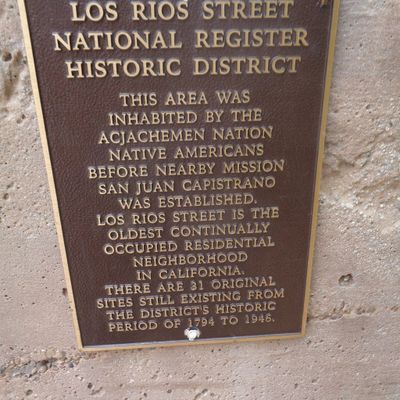 LOS RIOS STREET
NATIONAL REGISTER
HISTORIC DISTRICT
THIS AREA WAS
INHABITED BY THE
ACJACHEMEN NATION
NATIVE AMERICANS
BEFORE NEARBY MISSION
SAN JUAN CAPISTRANO
WAS ESTABLISHED.
LOS RIOS STREET IS THE
OLDEST CONTINUALLY
OCCUPIED RESIDENTIAL
NEIGHBORHOOD
IN CALIFORNIA.
THERE ARE 31 ORIGINAL
SITES STILL EXISTING FROM
THE DISTRICT'S HISTORIC
PERIOD OF 1794 TO 1946.